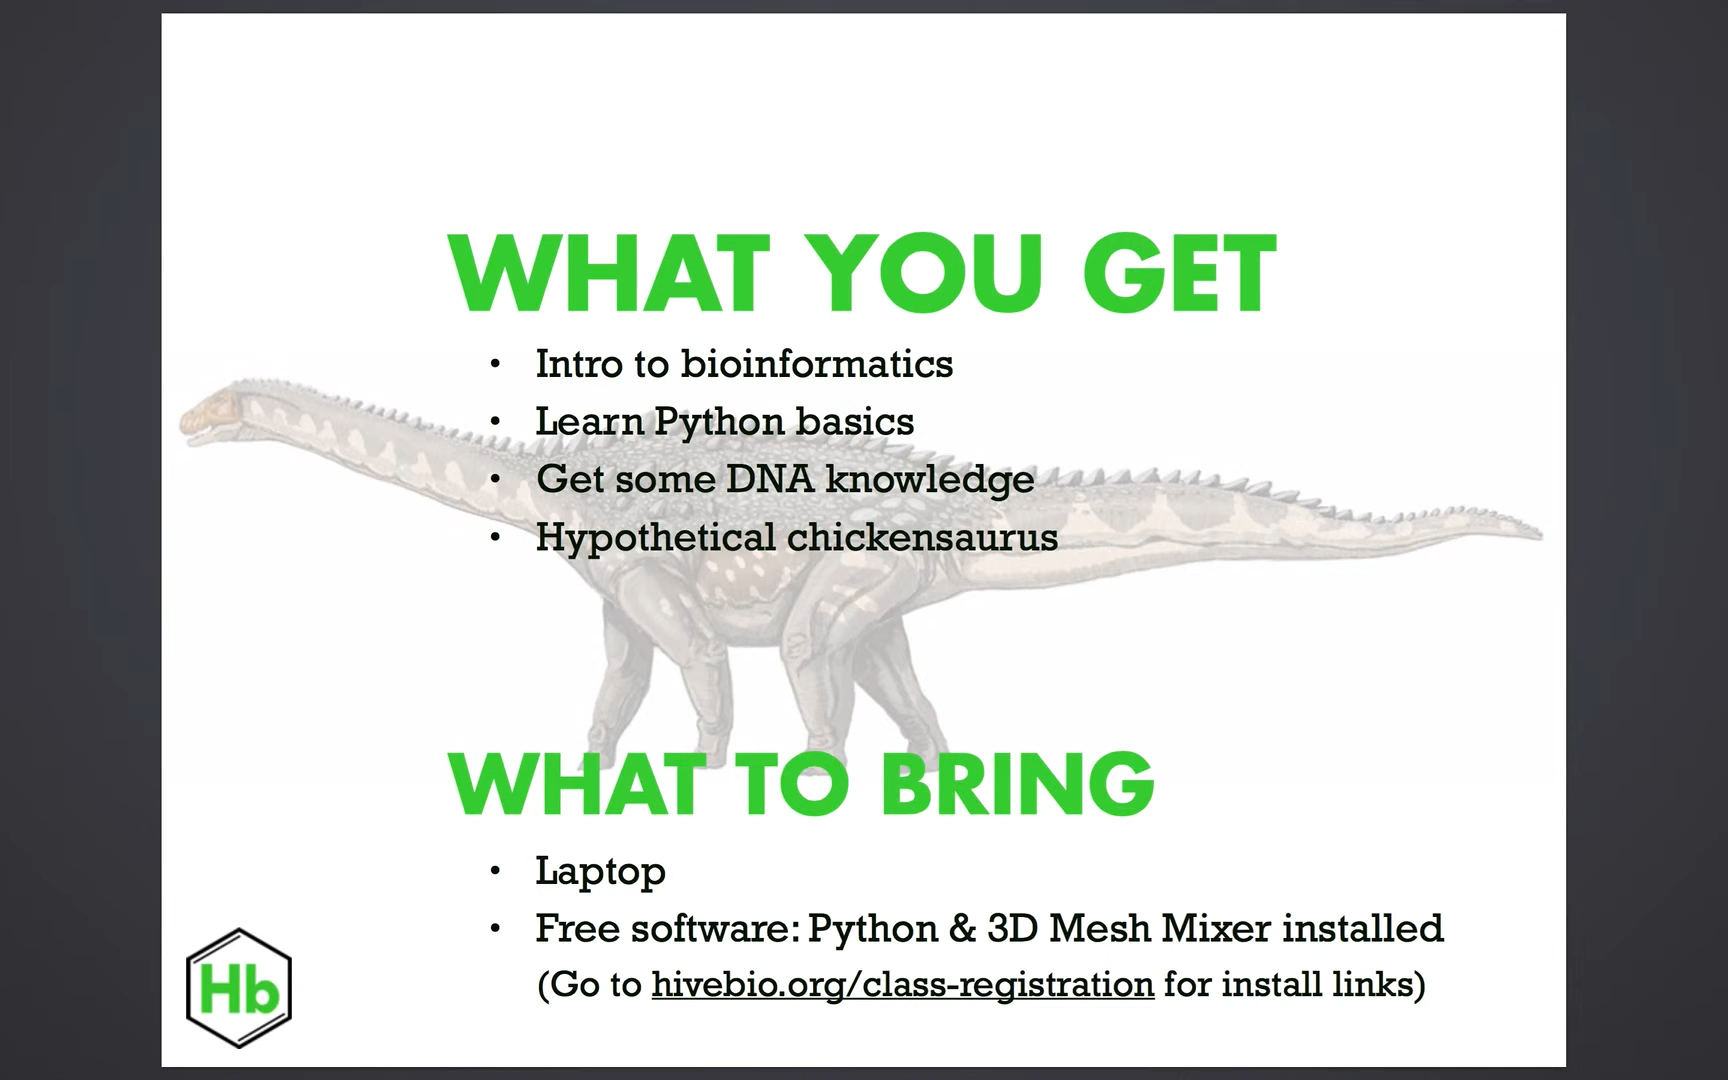 WHAT YOU GET
• Intro to bioinformatics
• Learn Python basics
• Get some DNA knowledge
• Hypothetical chickensaurus
WHAT TO BRING
• Laptop
• Free software: Python & 3D Mesh Mixer installed
(Go to hivebio.org/class-registration for install links)
Hb